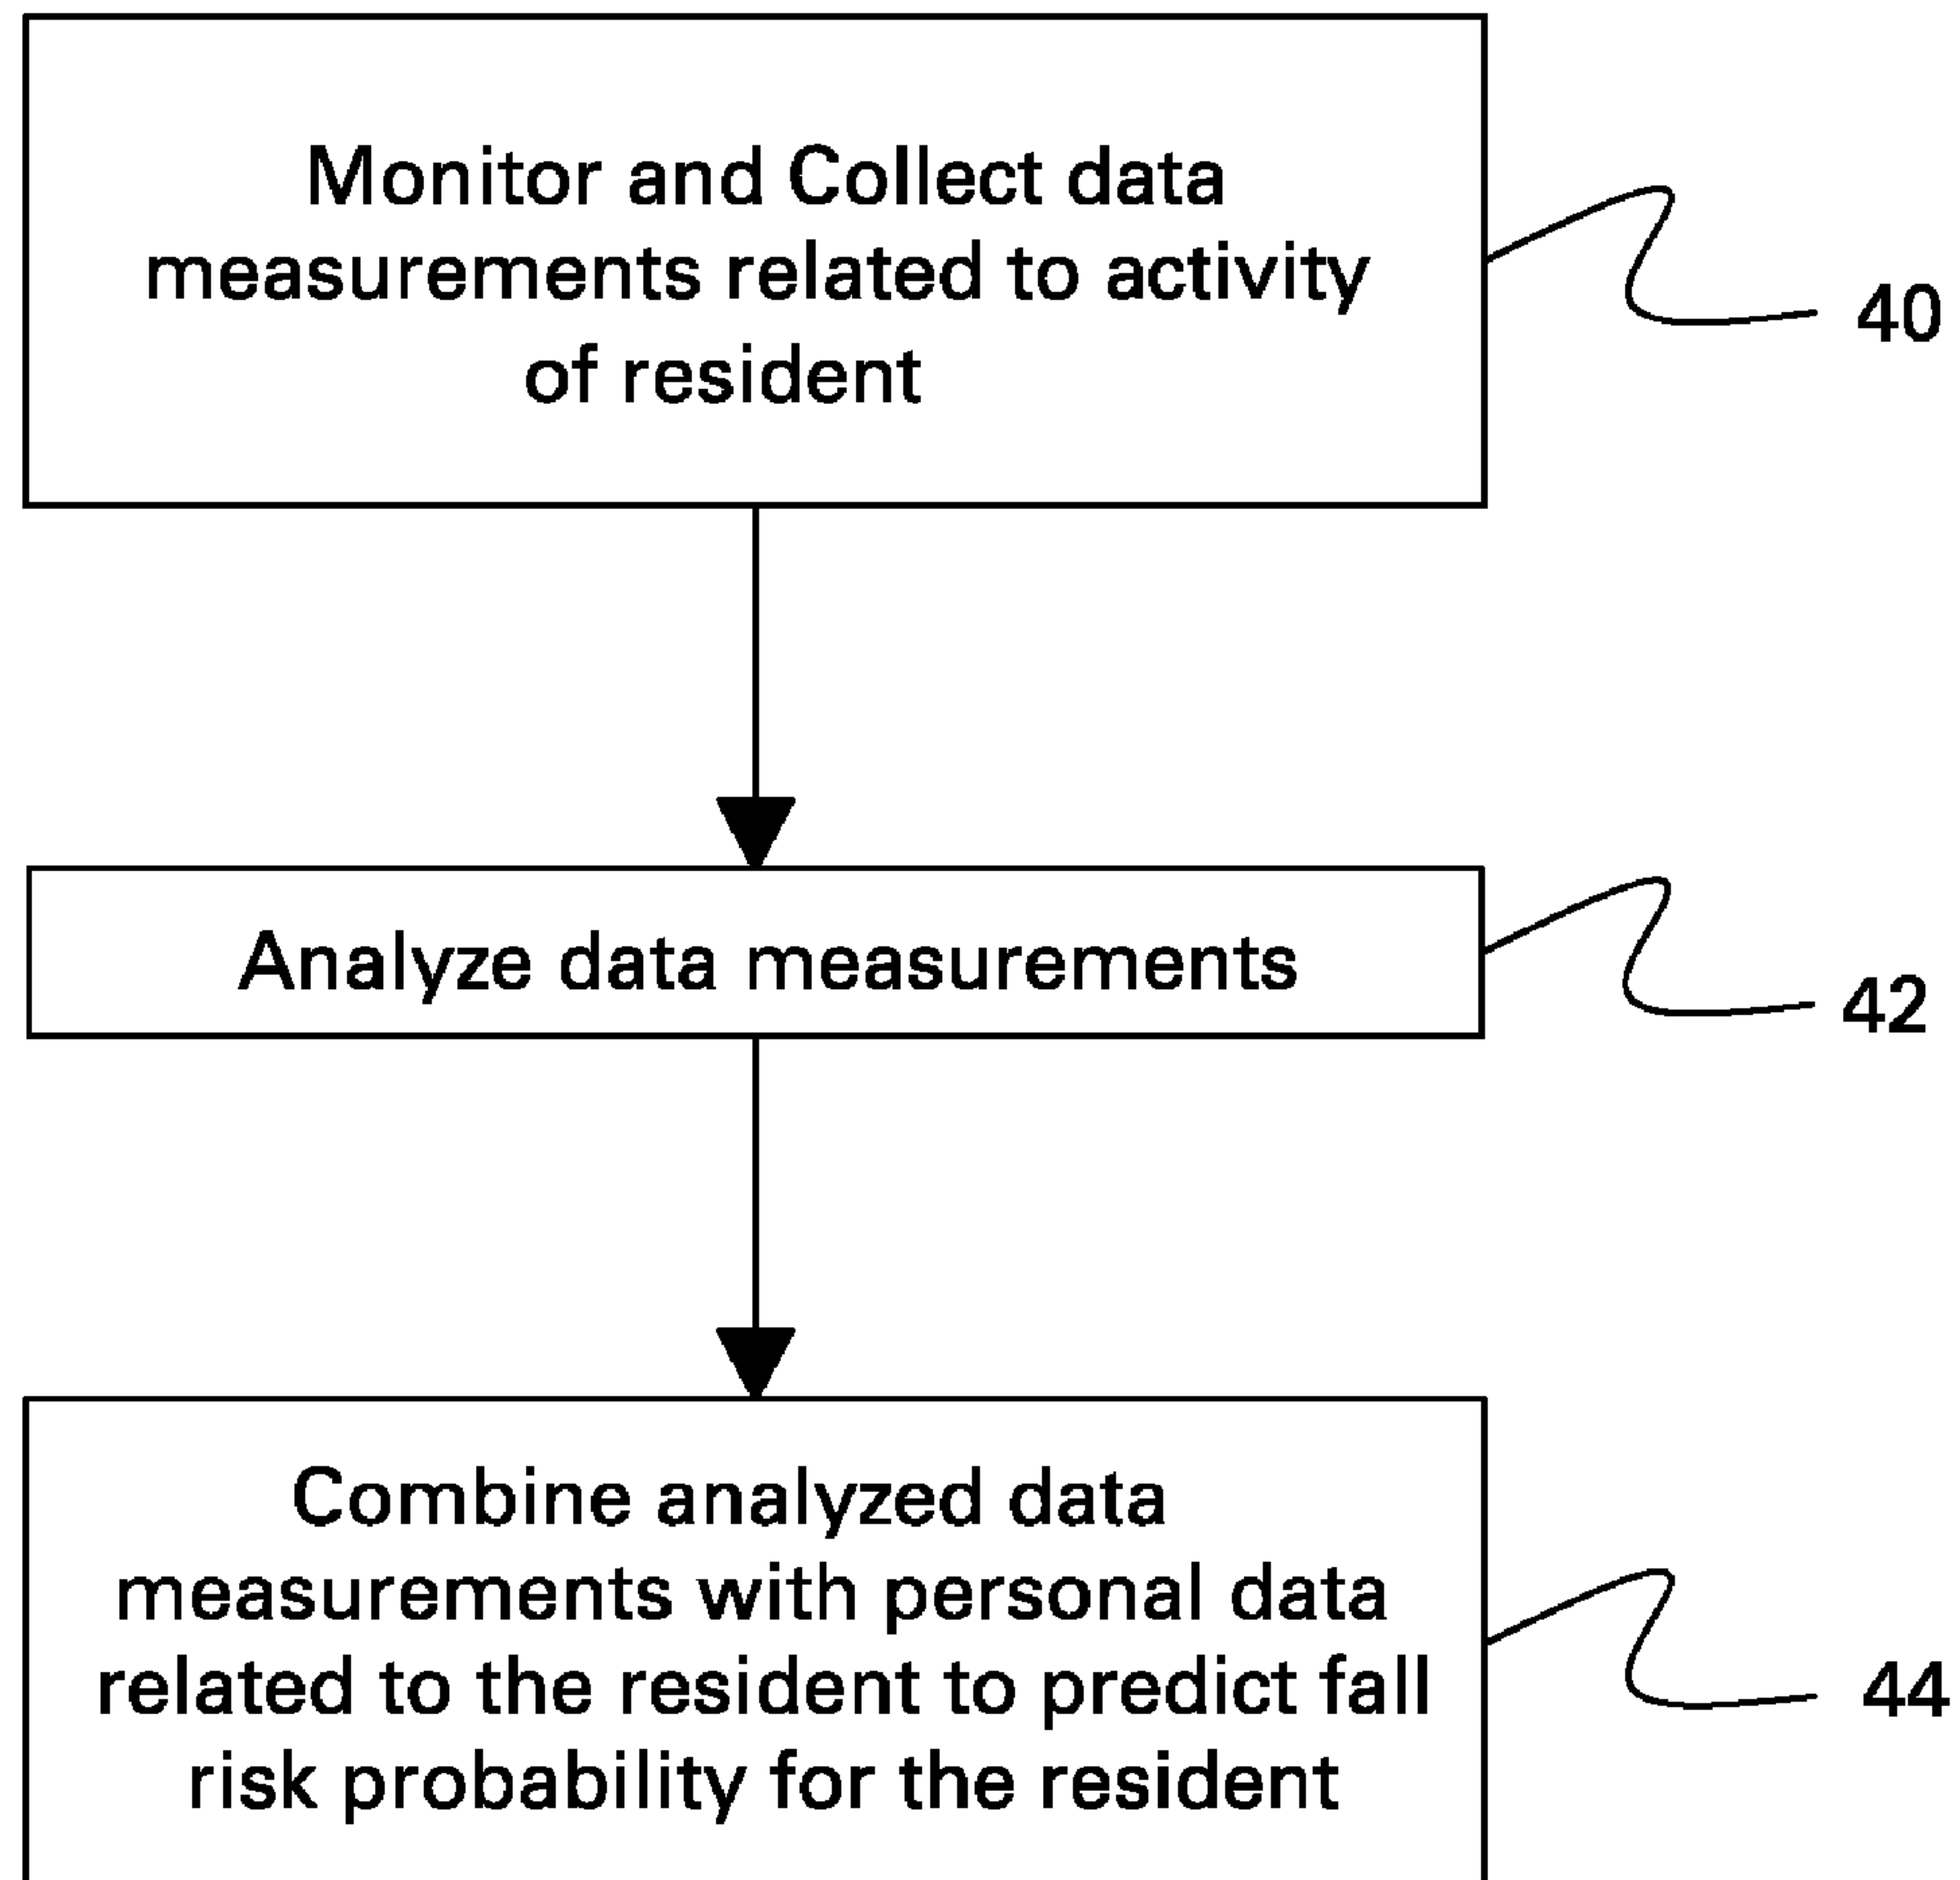 Monitor and Collect data
measurements related to activity
of resident
40
Analyze data measurements
42
Combine analyzed data
measurements with personal data
related to the resident to predict fall
risk probability for the resident
44